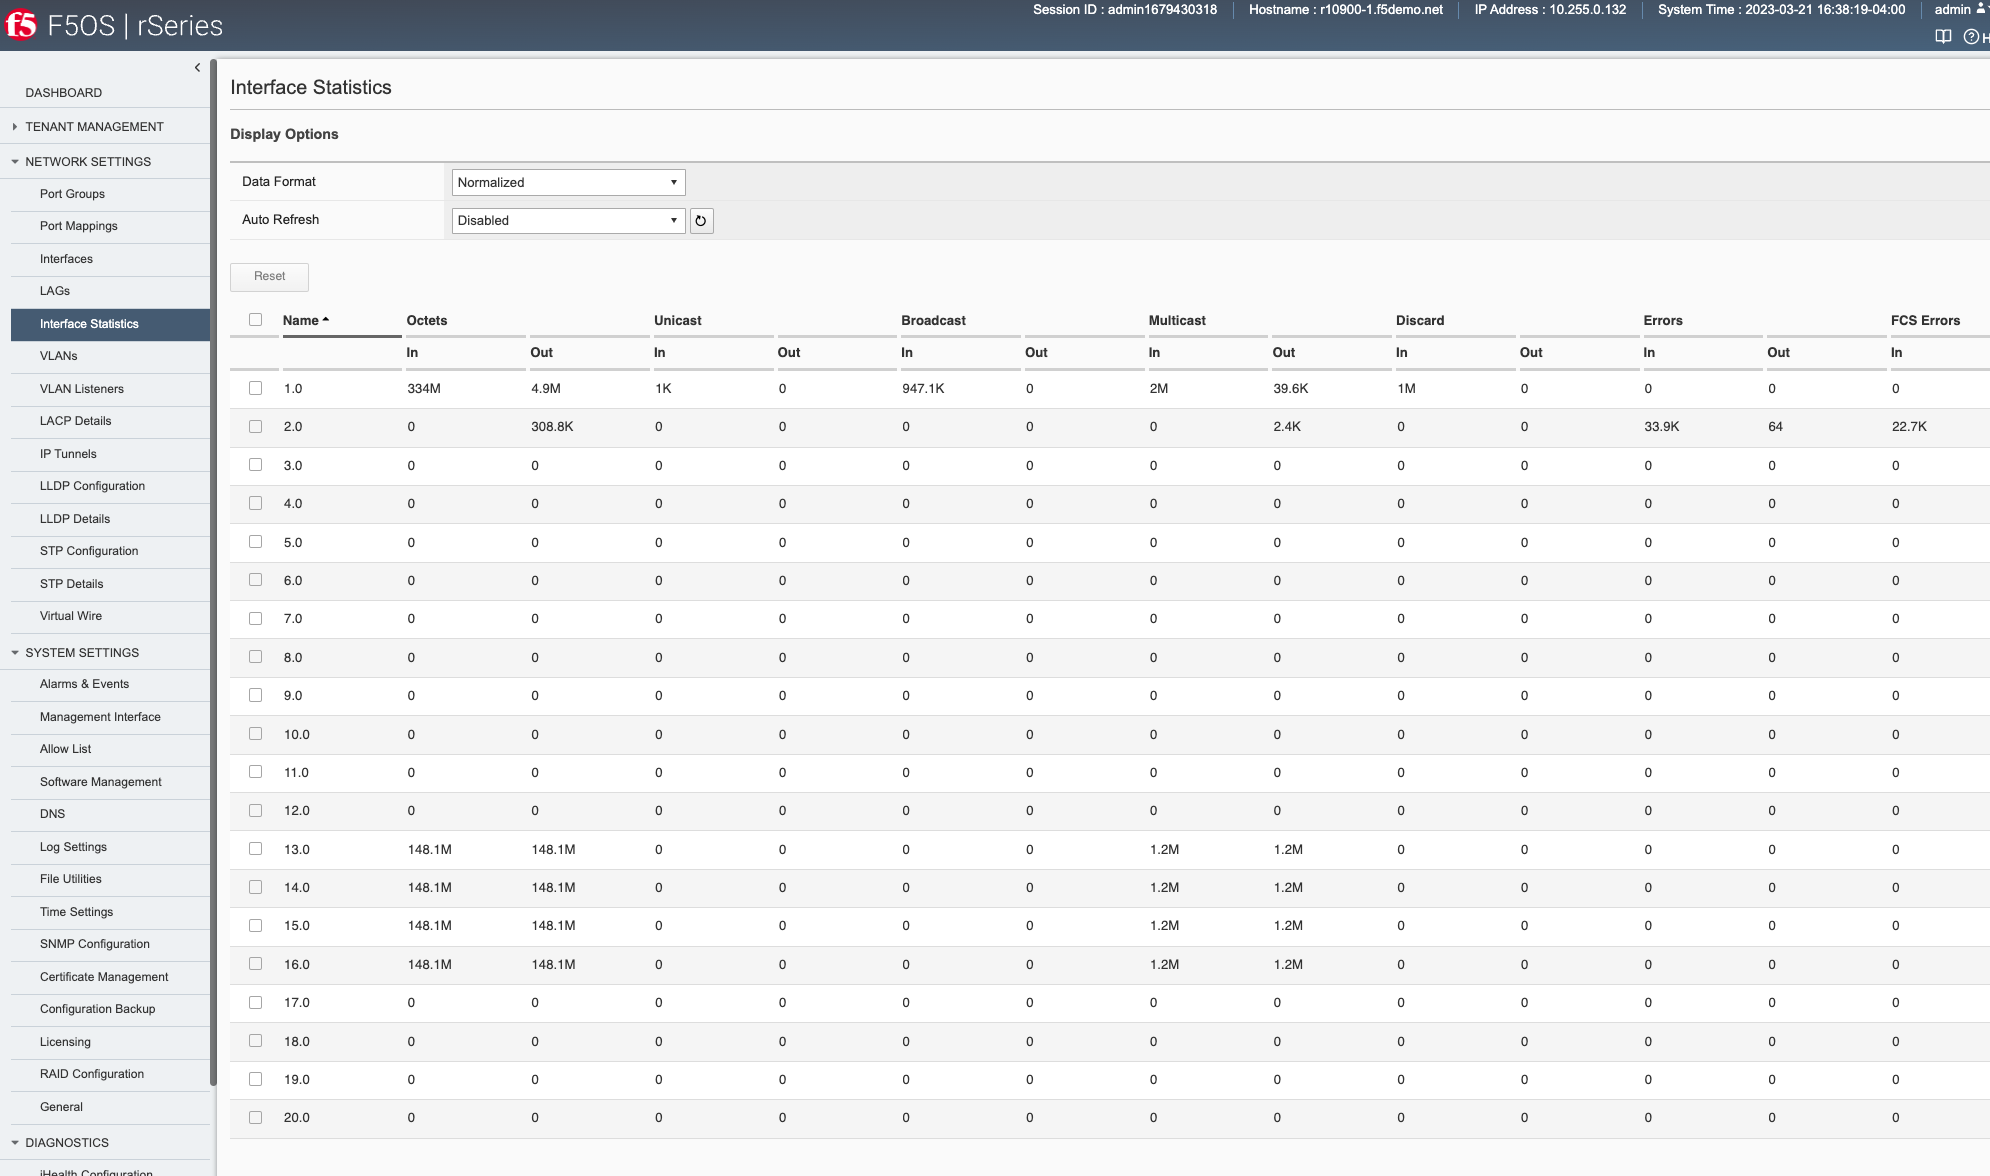 f5 F5OS | rSeries
Session ID : admin1679430318 Hostname : r10900-1.f5demo.net IP Address : 10.255.0.132 System Time : 2023-03-21 16:38:19-04:00 admin
H
DASHBOARD
TENANT MANAGEMENT
NETWORK SETTINGS
Port Groups
Port Mappings
Interfaces
LAGs
Interface Statistics
VLANs
VLAN Listeners
LACP Details
IP Tunnels
LLDP Configuration
LLDP Details
STP Configuration
STP Details
Virtual Wire
SYSTEM SETTINGS
Alarms & Events
Management Interface
Allow List
Software Management
DNS
Log Settings
File Utilities
Time Settings
SNMP Configuration
Certificate Management
Configuration Backup
Licensing
RAID Configuration
General
DIAGNOSTICS
iHealth Configuration
Interface Statistics
Display Options
Data Format Normalized
Auto Refresh Disabled
Reset
Name Octets Unicast Broadcast Multicast Discard Errors FCS Errors
In Out In Out In Out In Out In Out In Out In
1.0 334M 4.9M 1K 0 947.1K 0 2M 39.6K 1M 0 0 0 0
2.0 0 308.8K 0 0 0 0 0 2.4K 0 0 33.9K 64 22.7K
3.0 0 0 0 0 0 0 0 0 0 0 0 0 0
4.0 0 0 0 0 0 0 0 0 0 0 0 0 0
5.0 0 0 0 0 0 0 0 0 0 0 0 0 0
6.0 0 0 0 0 0 0 0 0 0 0 0 0 0
7.0 0 0 0 0 0 0 0 0 0 0 0 0 0
8.0 0 0 0 0 0 0 0 0 0 0 0 0 0
9.0 0 0 0 0 0 0 0 0 0 0 0 0 0
10.0 0 0 0 0 0 0 0 0 0 0 0 0 0
11.0 0 0 0 0 0 0 0 0 0 0 0 0 0
12.0 0 0 0 0 0 0 0 0 0 0 0 0 0
13.0 148.1M 148.1M 0 0 0 0 1.2M 1.2M 0 0 0 0 0
14.0 148.1M 148.1M 0 0 0 0 1.2M 1.2M 0 0 0 0 0
15.0 148.1M 148.1M 0 0 0 0 1.2M 1.2M 0 0 0 0 0
16.0 148.1M 148.1M 0 0 0 0 1.2M 1.2M 0 0 0 0 0
17.0 0 0 0 0 0 0 0 0 0 0 0 0 0
18.0 0 0 0 0 0 0 0 0 0 0 0 0 0
19.0 0 0 0 0 0 0 0 0 0 0 0 0 0
20.0 0 0 0 0 0 0 0 0 0 0 0 0 0